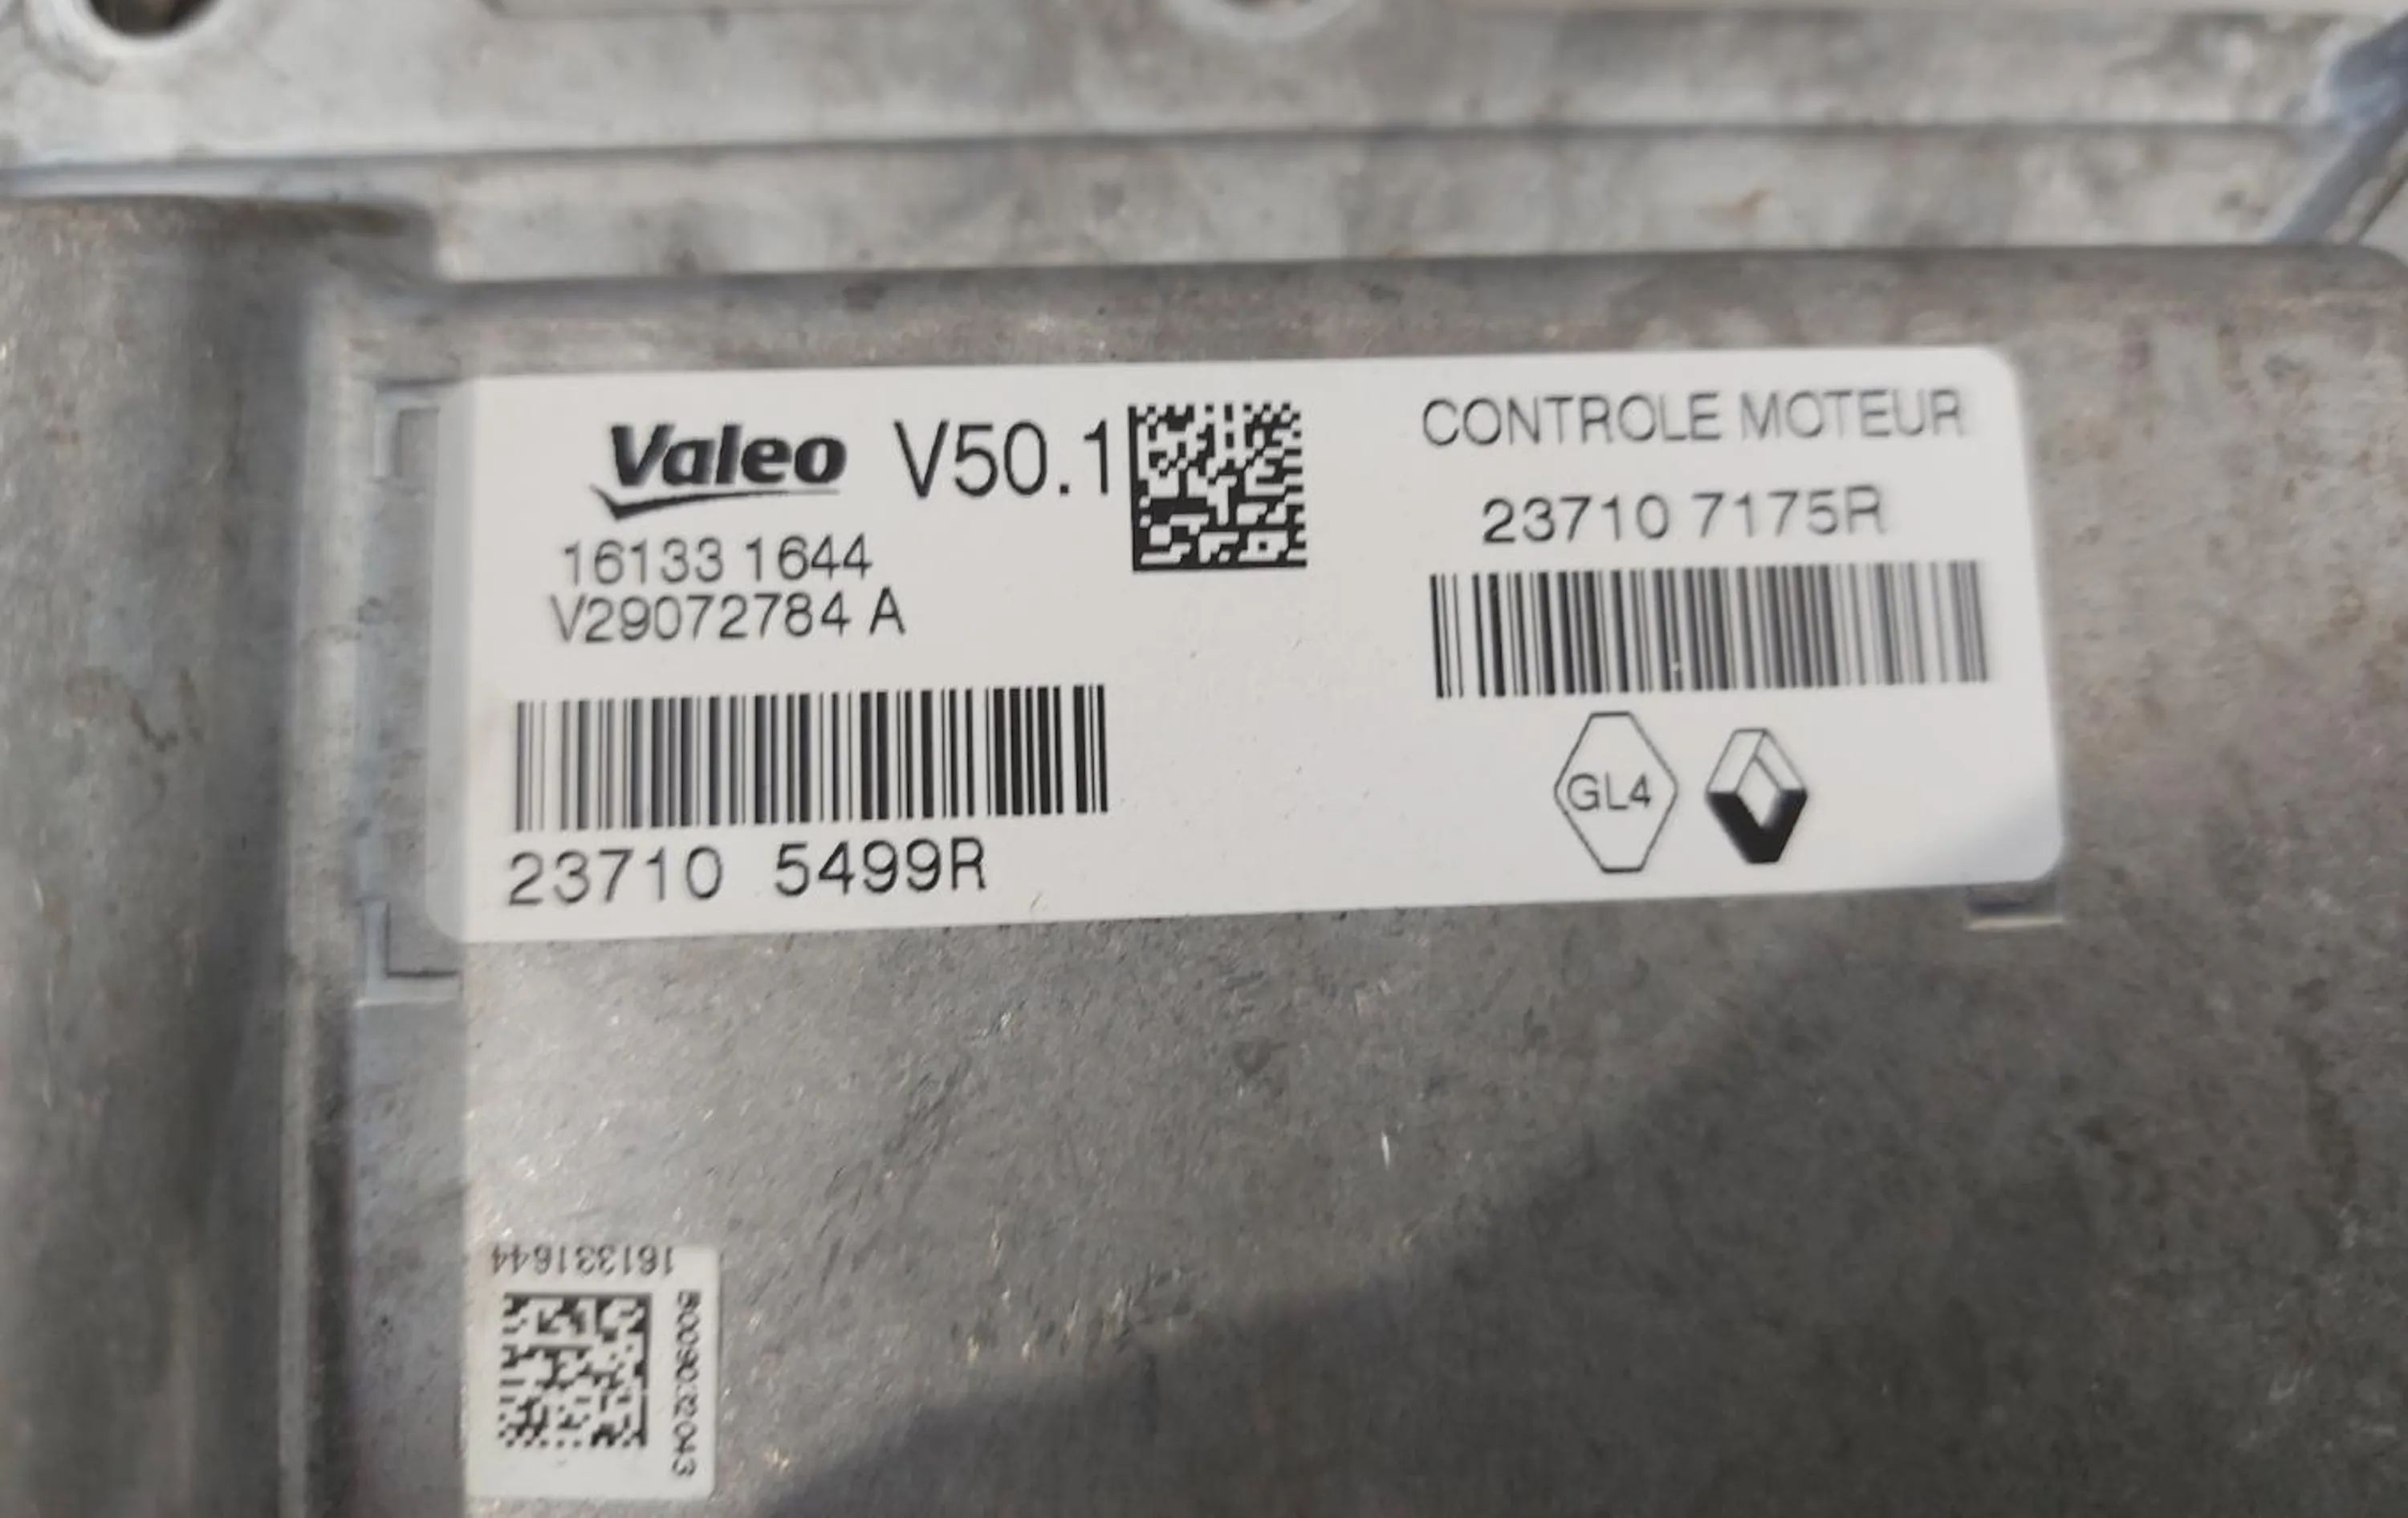 Valeo V50.1
16133 1644
V29072784 A
23710 5499R
CONTROLE MOTEUR
23710 7175R
GL4
161331644